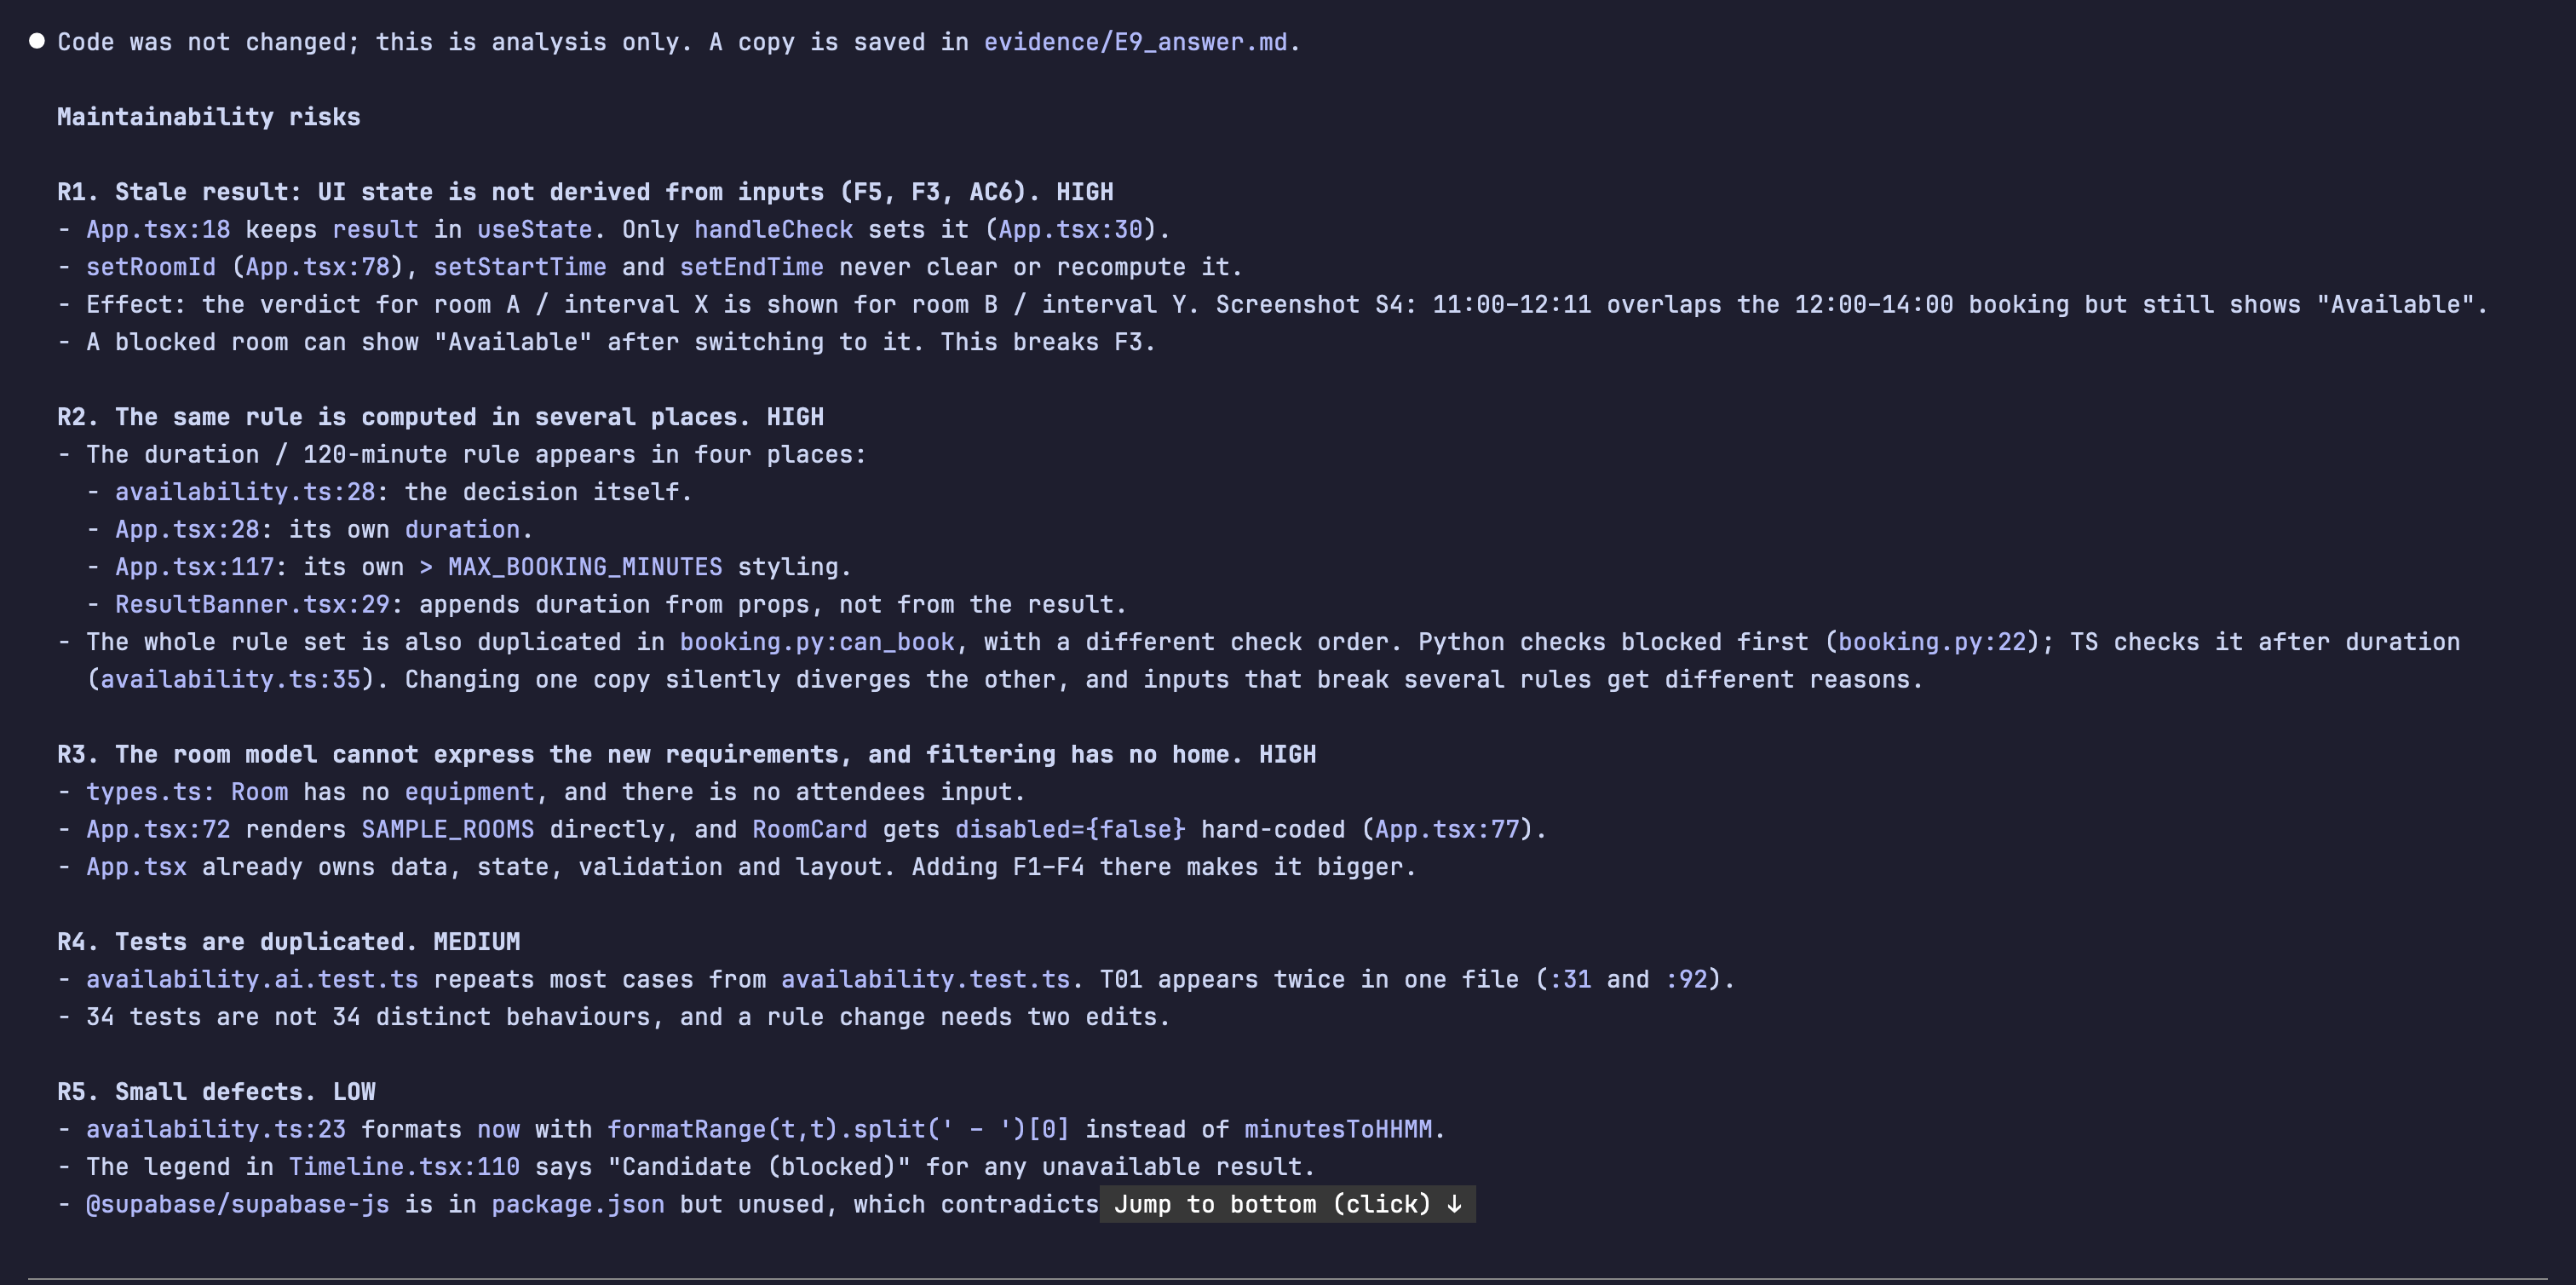 ● Code was not changed; this is analysis only. A copy is saved in evidence/E9_answer.md.
Maintainability risks
R1. Stale result: UI state is not derived from inputs (F5, F3, AC6). HIGH
- App.tsx:18 keeps result in useState. Only handleCheck sets it (App.tsx:30).
- setRoomId (App.tsx:78), setStartTime and setEndTime never clear or recompute it.
- Effect: the verdict for room A / interval X is shown for room B / interval Y. Screenshot S4: 11:00–12:11 overlaps the 12:00–14:00 booking but still shows "Available".
- A blocked room can show "Available" after switching to it. This breaks F3.
R2. The same rule is computed in several places. HIGH
- The duration / 120-minute rule appears in four places:
- availability.ts:28: the decision itself.
- App.tsx:28: its own duration.
- App.tsx:117: its own > MAX_BOOKING_MINUTES styling.
- ResultBanner.tsx:29: appends duration from props, not from the result.
- The whole rule set is also duplicated in booking.py:can_book, with a different check order. Python checks blocked first (booking.py:22); TS checks it after duration
(availability.ts:35). Changing one copy silently diverges the other, and inputs that break several rules get different reasons.
R3. The room model cannot express the new requirements, and filtering has no home. HIGH
- types.ts: Room has no equipment, and there is no attendees input.
- App.tsx:72 renders SAMPLE_ROOMS directly, and RoomCard gets disabled={false} hard-coded (App.tsx:77).
- App.tsx already owns data, state, validation and layout. Adding F1–F4 there makes it bigger.
R4. Tests are duplicated. MEDIUM
- availability.ai.test.ts repeats most cases from availability.test.ts. T01 appears twice in one file (:31 and :92).
- 34 tests are not 34 distinct behaviours, and a rule change needs two edits.
R5. Small defects. LOW
- availability.ts:23 formats now with formatRange(t,t).split(' – ')[0] instead of minutesToHHMM.
- The legend in Timeline.tsx:110 says "Candidate (blocked)" for any unavailable result.
- @supabase/supabase-js is in package.json but unused, which contradicts Jump to bottom (click) ↓